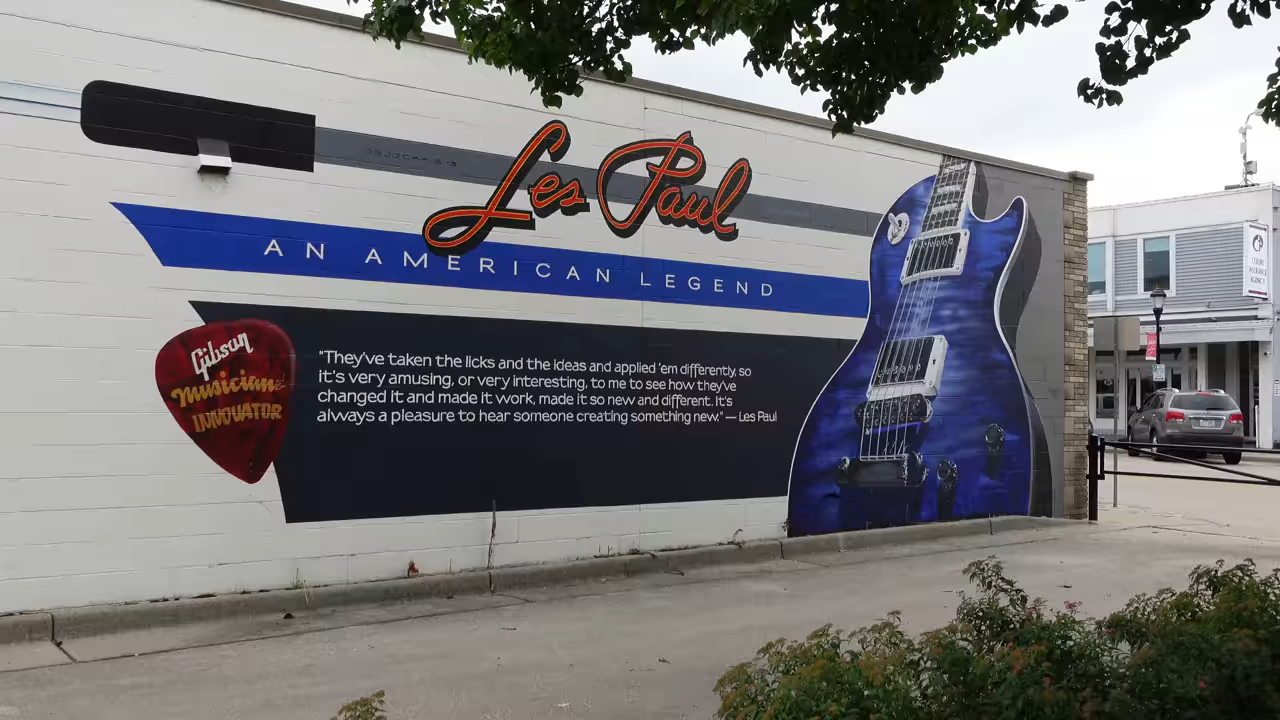 Les Paul
AN AMERICAN LEGEND
Gibson
Musician &
INNOVATOR
"They've taken the licks and the ideas and applied 'em differently, so
it's very amusing, or very interesting, to me to see how they've
changed it and made it work, made it so new and different. It's
always a pleasure to hear someone creating something new." — Les Paul
INSURANCE
AGENCY